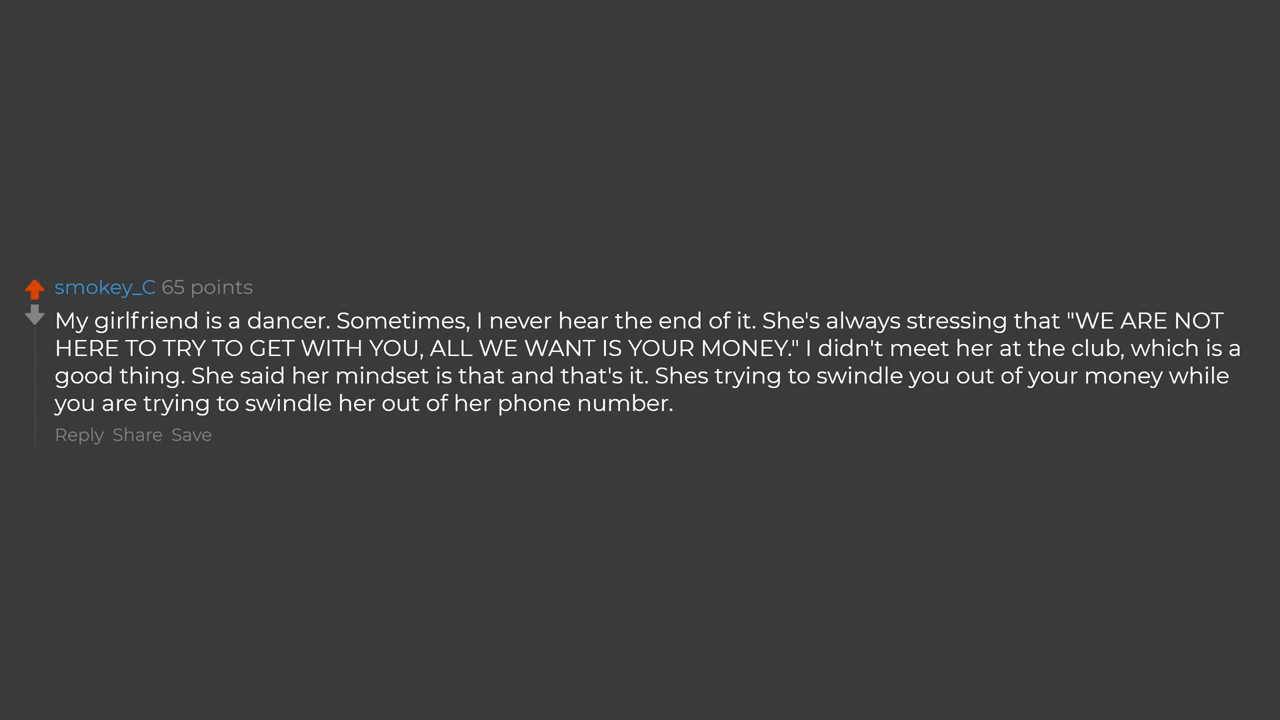 smokey_C 65 points
My girlfriend is a dancer. Sometimes, I never hear the end of it. She's always stressing that "WE ARE NOT
HERE TO TRY TO GET WITH YOU, ALL WE WANT IS YOUR MONEY." I didn't meet her at the club, which is a
good thing. She said her mindset is that and that's it. Shes trying to swindle you out of your money while
you are trying to swindle her out of her phone number.
Reply Share Save